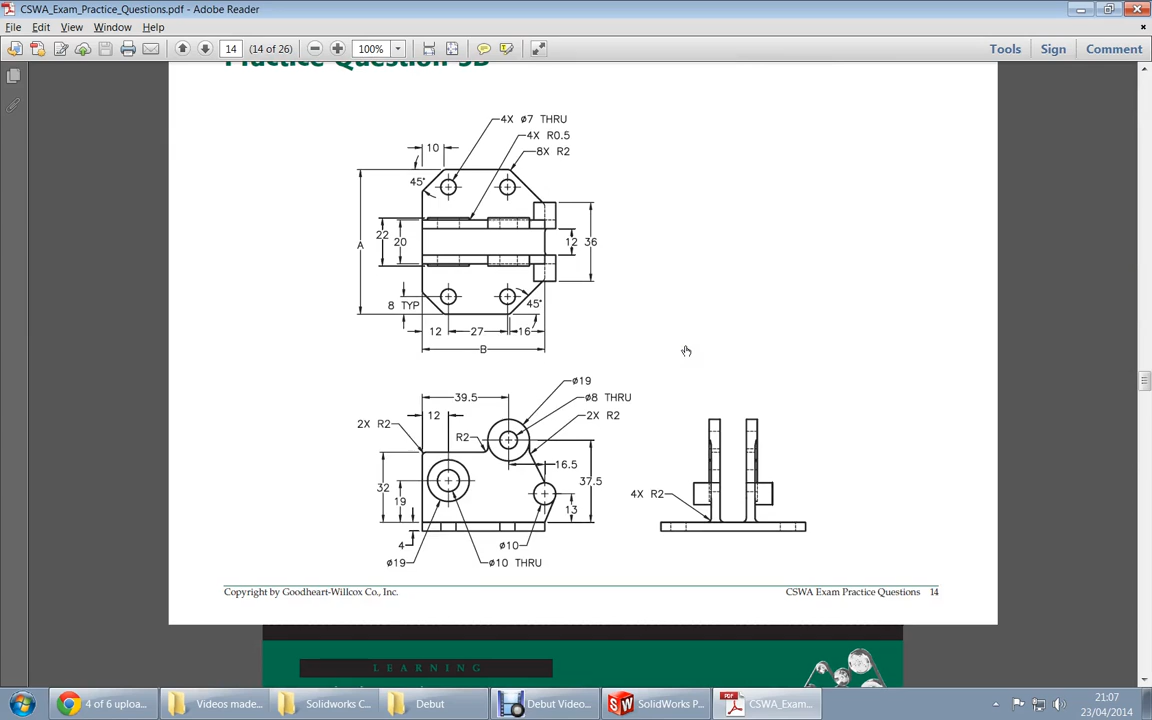 CSWA_Exam_Practice_Questions.pdf - Adobe Reader
File Edit View Window Help
14 (14 of 26) 100% Tools Sign Comment
Practice Question 5B
4X ø7 THRU
4X R0.5
10
8X R2
45°
A 22 20 12 36
8 TYP 45°
12 27 16
B
ø19
39.5 ø8 THRU
12 2X R2
2X R2
R2
16.5
32 37.5
19 4X R2
13
4 ø10
ø19 ø10 THRU
Copyright by Goodheart-Willcox Co., Inc. CSWA Exam Practice Questions 14
LEARNING
4 of 6 uploa... Videos made... SolidWorks C... Debut Debut Video... SolidWorks P... CSWA_Exam...
21:07
23/04/2014